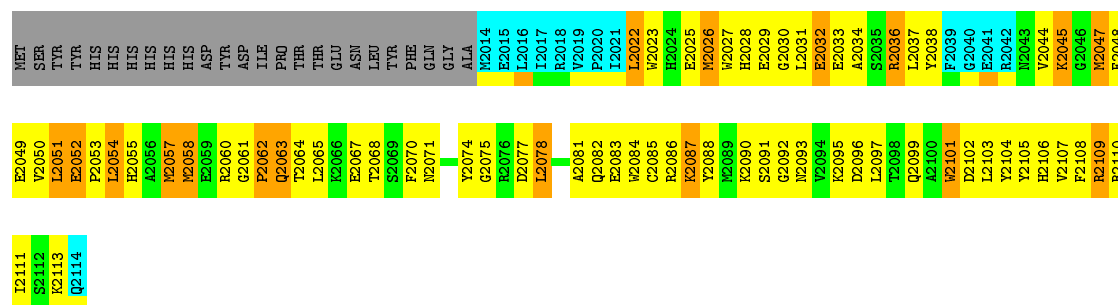 MET
SER
TYR
TYR
HIS
HIS
HIS
HIS
HIS
HIS
ASP
TYR
ASP
ILE
PRO
THR
THR
GLU
ASN
LEU
TYR
PHE
GLN
GLY
ALA
M2014
E2015
L2016
I2017
R2018
V2019
P2020
I2021
L2022
W2023
H2024
E2025
M2026
W2027
H2028
E2029
G2030
L2031
E2032
E2033
A2034
S2035
R2036
L2037
Y2038
F2039
G2040
E2041
R2042
N2043
V2044
K2045
G2046
M2047
F2048
E2049
V2050
L2051
E2052
P2053
L2054
H2055
A2056
M2057
M2058
E2059
R2060
G2061
P2062
Q2063
T2064
L2065
R2066
E2067
T2068
S2069
F2070
N2071
Y2074
G2075
R2076
D2077
L2078
A2081
Q2082
E2083
W2084
C2085
R2086
K2087
Y2088
M2089
K2090
S2091
G2092
N2093
V2094
K2095
D2096
L2097
T2098
Q2099
A2100
W2101
D2102
L2103
Y2104
Y2105
H2106
V2107
F2108
R2109
R2110
I2111
S2112
K2113
Q2114